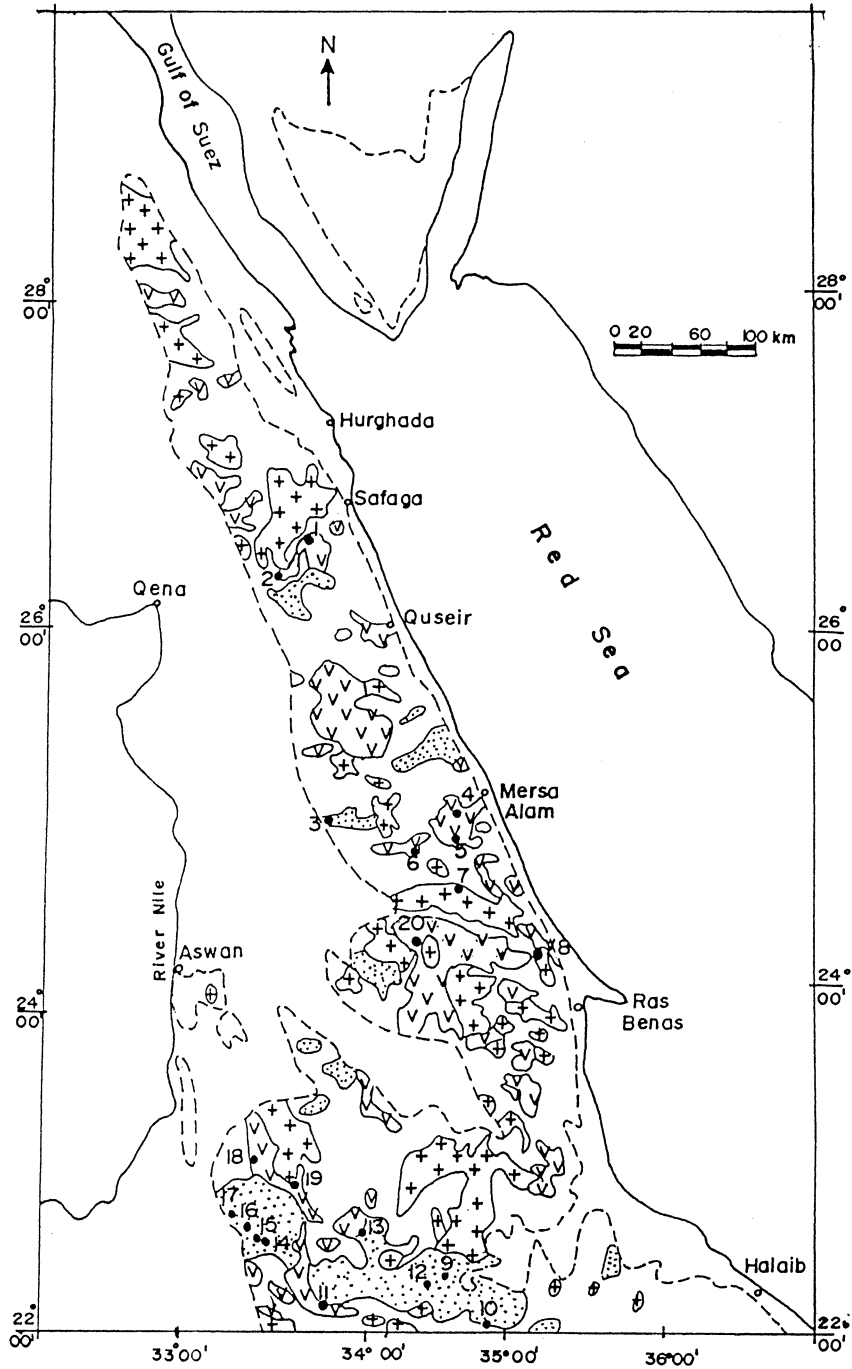 N
Gulf of Suez
28° 00'
28° 00'
0 20 60 100 km
Hurghada
Safaga
1
2
Qena
Red Sea
26° 00'
Quseir
26° 00'
4
Mersa
Alam
3
6
5
7
River Nile
20
8
Aswan
24° 00'
24° 00'
Ras
Benas
18
19
17
16
15
14
13
12
9
11
10
Halaib
22° 00'
22° 00'
33°00'
34°00'
35°00'
36°00'